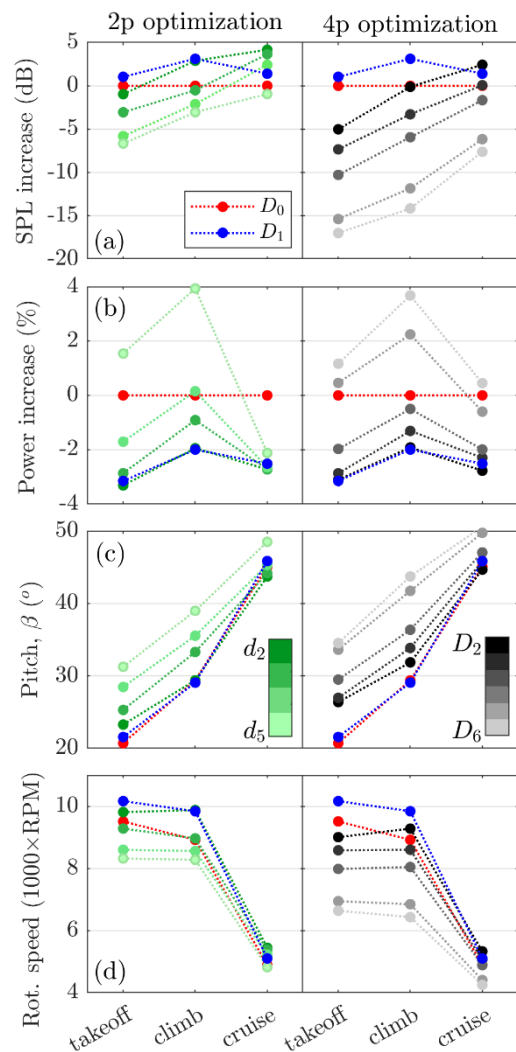 2p optimization 4p optimization
SPL increase (dB)
5
0
-5
-10
-15
-20
(a)
D₀
D₁
Power increase (%)
4
2
0
-2
-4
(b)
Pitch, β (°)
50
40
30
20
(c)
d₂
d₅
D₂
D₆
Rot. speed (1000×RPM)
10
8
6
4
(d)
takeoff climb cruise takeoff climb cruise